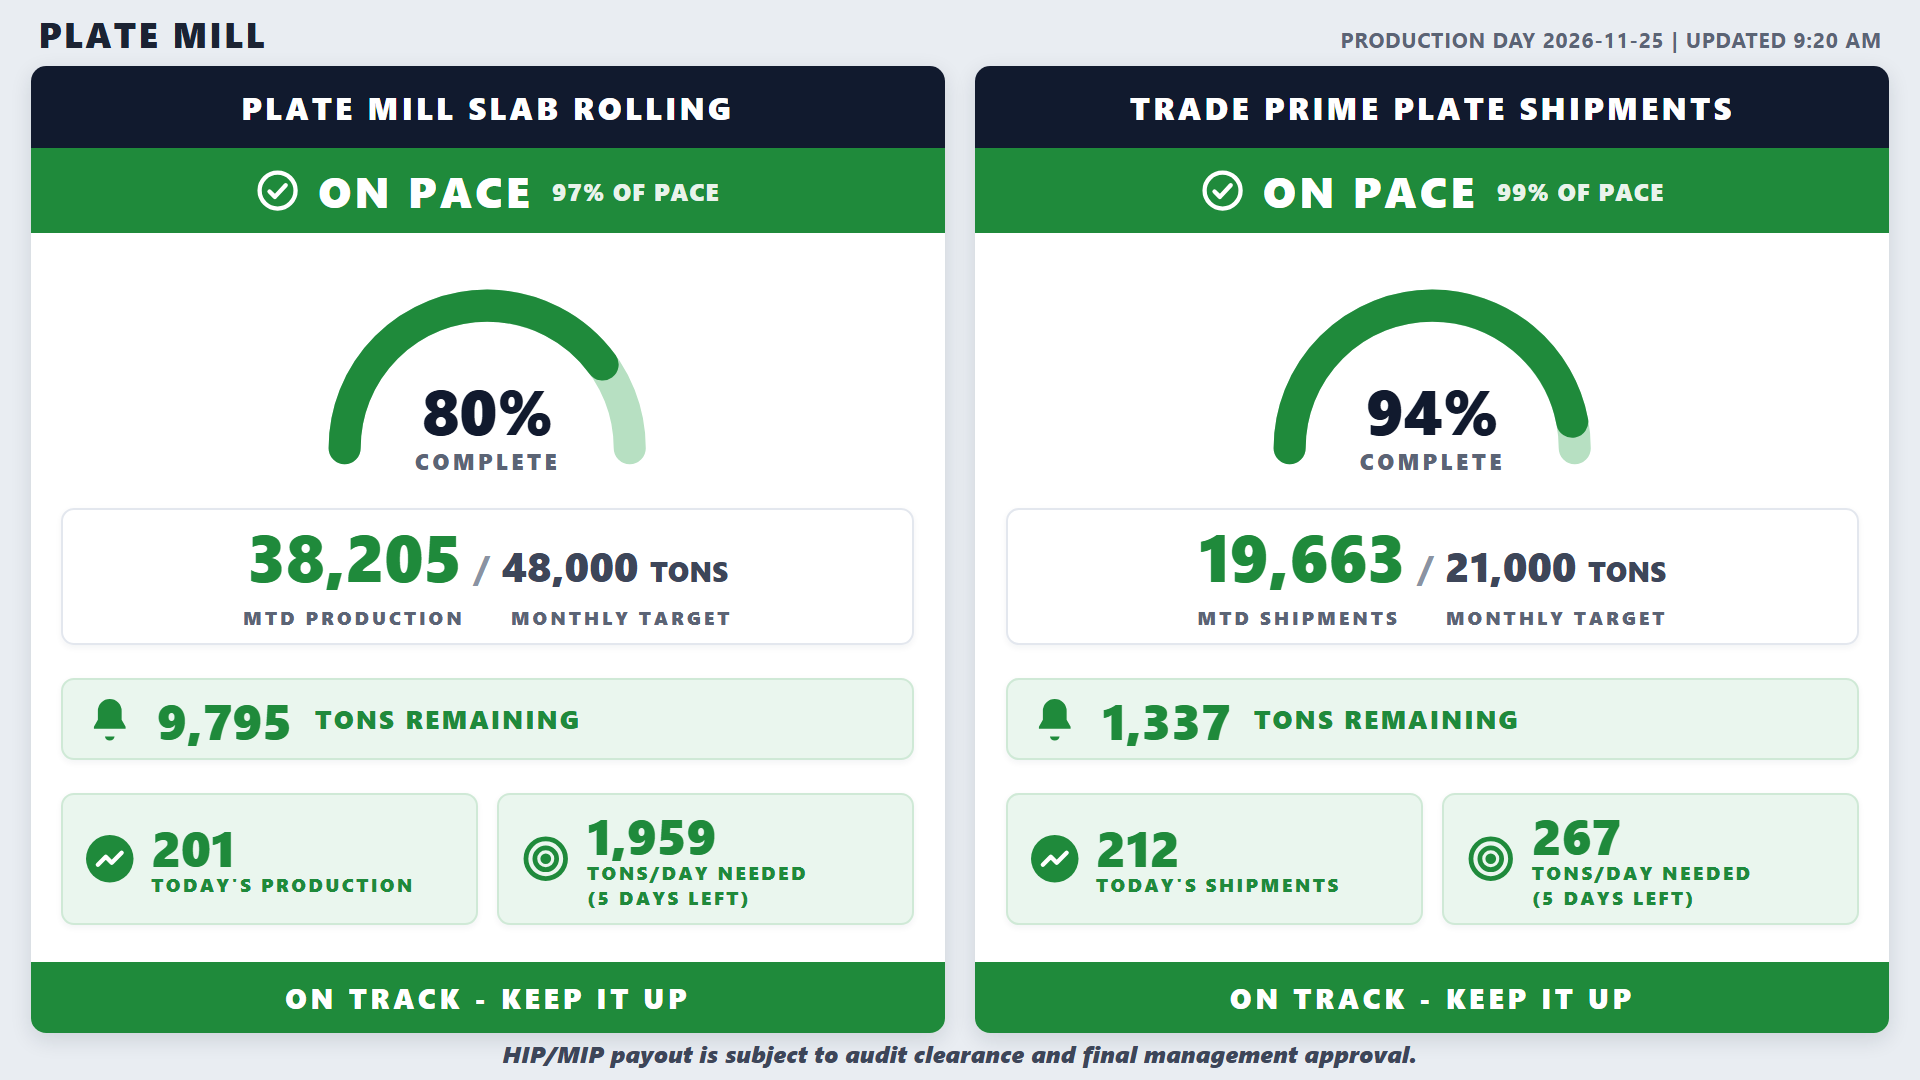 PLATE MILL
PRODUCTION DAY 2026-11-25 | UPDATED 9:20 AM
PLATE MILL SLAB ROLLING
ON PACE 97% OF PACE
80%
COMPLETE
38,205 / 48,000 TONS
MTD PRODUCTION MONTHLY TARGET
9,795 TONS REMAINING
201
TODAY'S PRODUCTION
1,959
TONS/DAY NEEDED
(5 DAYS LEFT)
ON TRACK - KEEP IT UP
TRADE PRIME PLATE SHIPMENTS
ON PACE 99% OF PACE
94%
COMPLETE
19,663 / 21,000 TONS
MTD SHIPMENTS MONTHLY TARGET
1,337 TONS REMAINING
212
TODAY'S SHIPMENTS
267
TONS/DAY NEEDED
(5 DAYS LEFT)
ON TRACK - KEEP IT UP
HIP/MIP payout is subject to audit clearance and final management approval.